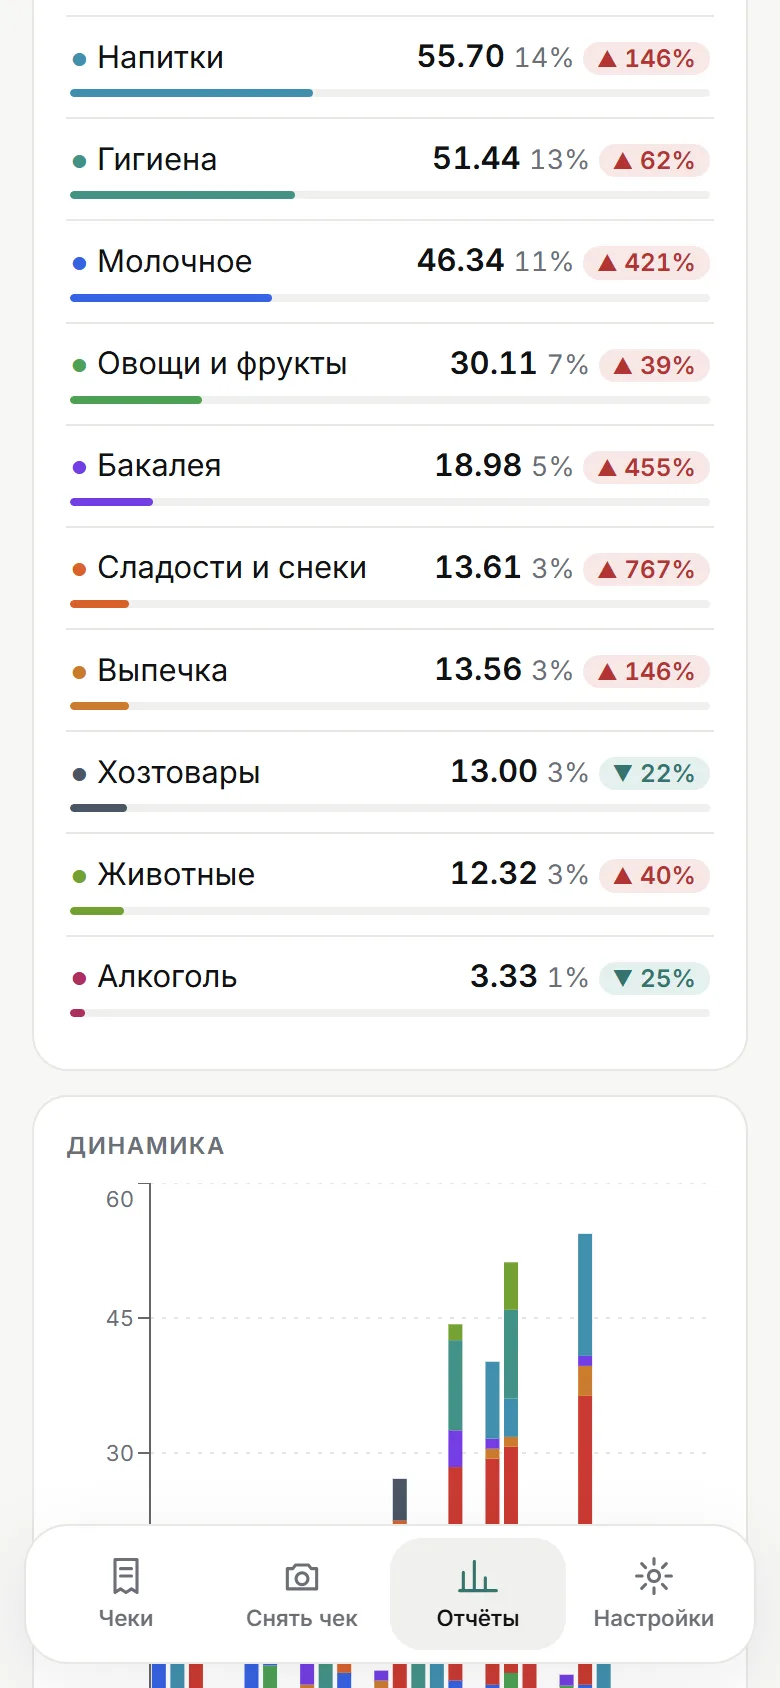 Напитки 55.70 14% ▲ 146%
Гигиена 51.44 13% ▲ 62%
Молочное 46.34 11% ▲ 421%
Овощи и фрукты 30.11 7% ▲ 39%
Бакалея 18.98 5% ▲ 455%
Сладости и снеки 13.61 3% ▲ 767%
Выпечка 13.56 3% ▲ 146%
Хозтовары 13.00 3% ▼ 22%
Животные 12.32 3% ▲ 40%
Алкоголь 3.33 1% ▼ 25%
ДИНАМИКА
60
45
30
Чеки Снять чек Отчёты Настройки